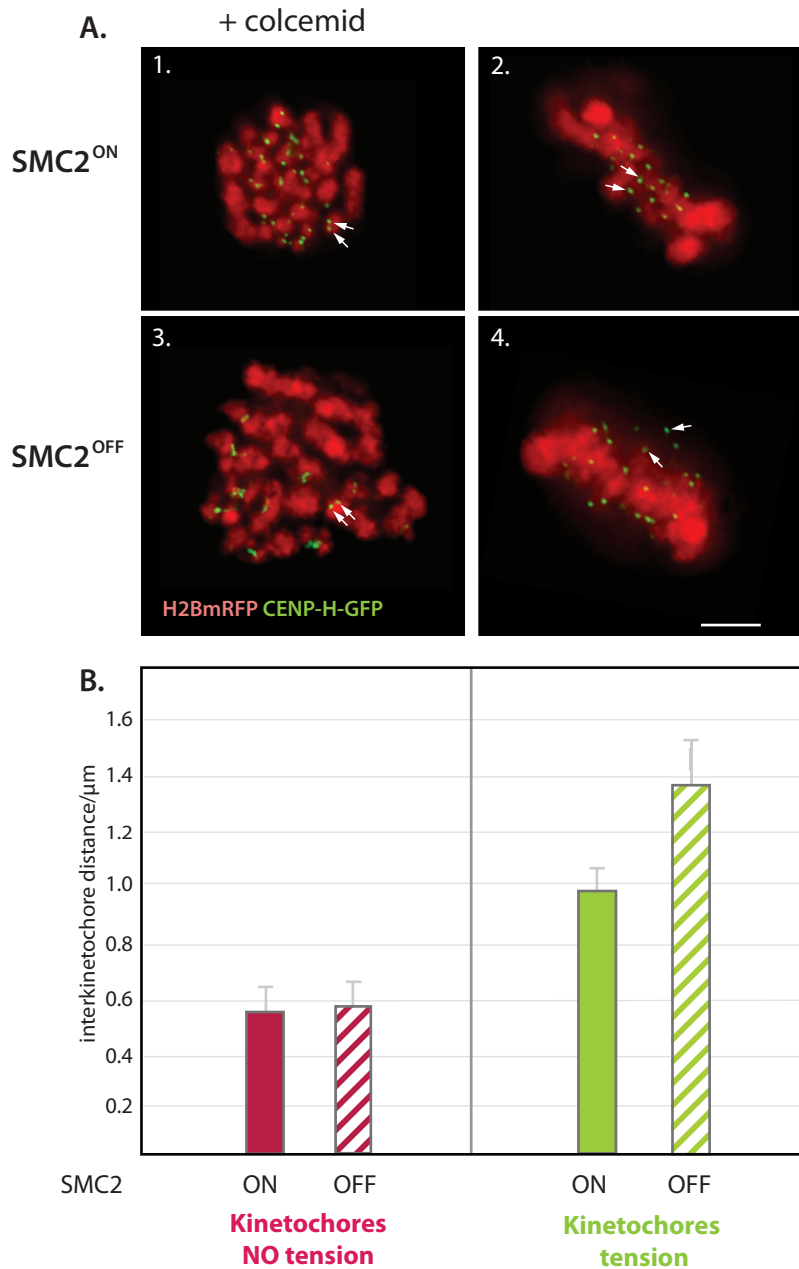 A.
+ colcemid
SMC2ON
1.
2.
SMC2OFF
3.
4.
H2BmRFP CENP-H-GFP
B.
interkinetochore distance/µm
1.6
1.4
1.2
1.0
0.8
0.6
0.4
0.2
SMC2 ON OFF ON OFF
Kinetochores
NO tension
Kinetochores
tension